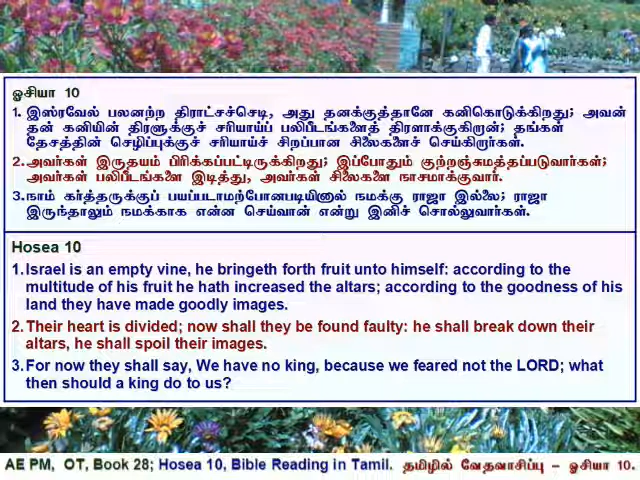 ஓசியா 10
1. இஸ்ரவேல் பலனற்ற திராட்சச்செடி, அது தனக்குத்தானே கனிகொடுக்கிறது; அவன்
தன் கனியின் திரளுக்குச் சரியாய்ப் பலிபீடங்களைத் திரளாக்குகிறான்; தங்கள்
தேசத்தின் செழிப்புக்குச் சரியாய்ச் சிறப்பான சிலைகளைச் செய்கிறார்கள்.
2.அவர்கள் இருதயம் பிரிக்கப்பட்டிருக்கிறது; இப்போதும் குற்றஞ்சுமத்தப்படுவார்கள்;
அவர்கள் பலிபீடங்களை இடித்து, அவர்கள் சிலைகளை நாசமாக்குவார்.
3.நாம் கர்த்தருக்குப் பயப்படாமற்போனபடியினால் நமக்கு ராஜா இல்லை; ராஜா
இருந்தாலும் நமக்காக என்ன செய்வான் என்று இனிச் சொல்லுவார்கள்.
Hosea 10
1.Israel is an empty vine, he bringeth forth fruit unto himself: according to the
multitude of his fruit he hath increased the altars; according to the goodness of his
land they have made goodly images.
2.Their heart is divided; now shall they be found faulty: he shall break down their
altars, he shall spoil their images.
3.For now they shall say, We have no king, because we feared not the LORD; what
then should a king do to us?
AE PM, OT, Book 28; Hosea 10, Bible Reading in Tamil. தமிழில் வேதவாசிப்பு – ஓசியா 10.